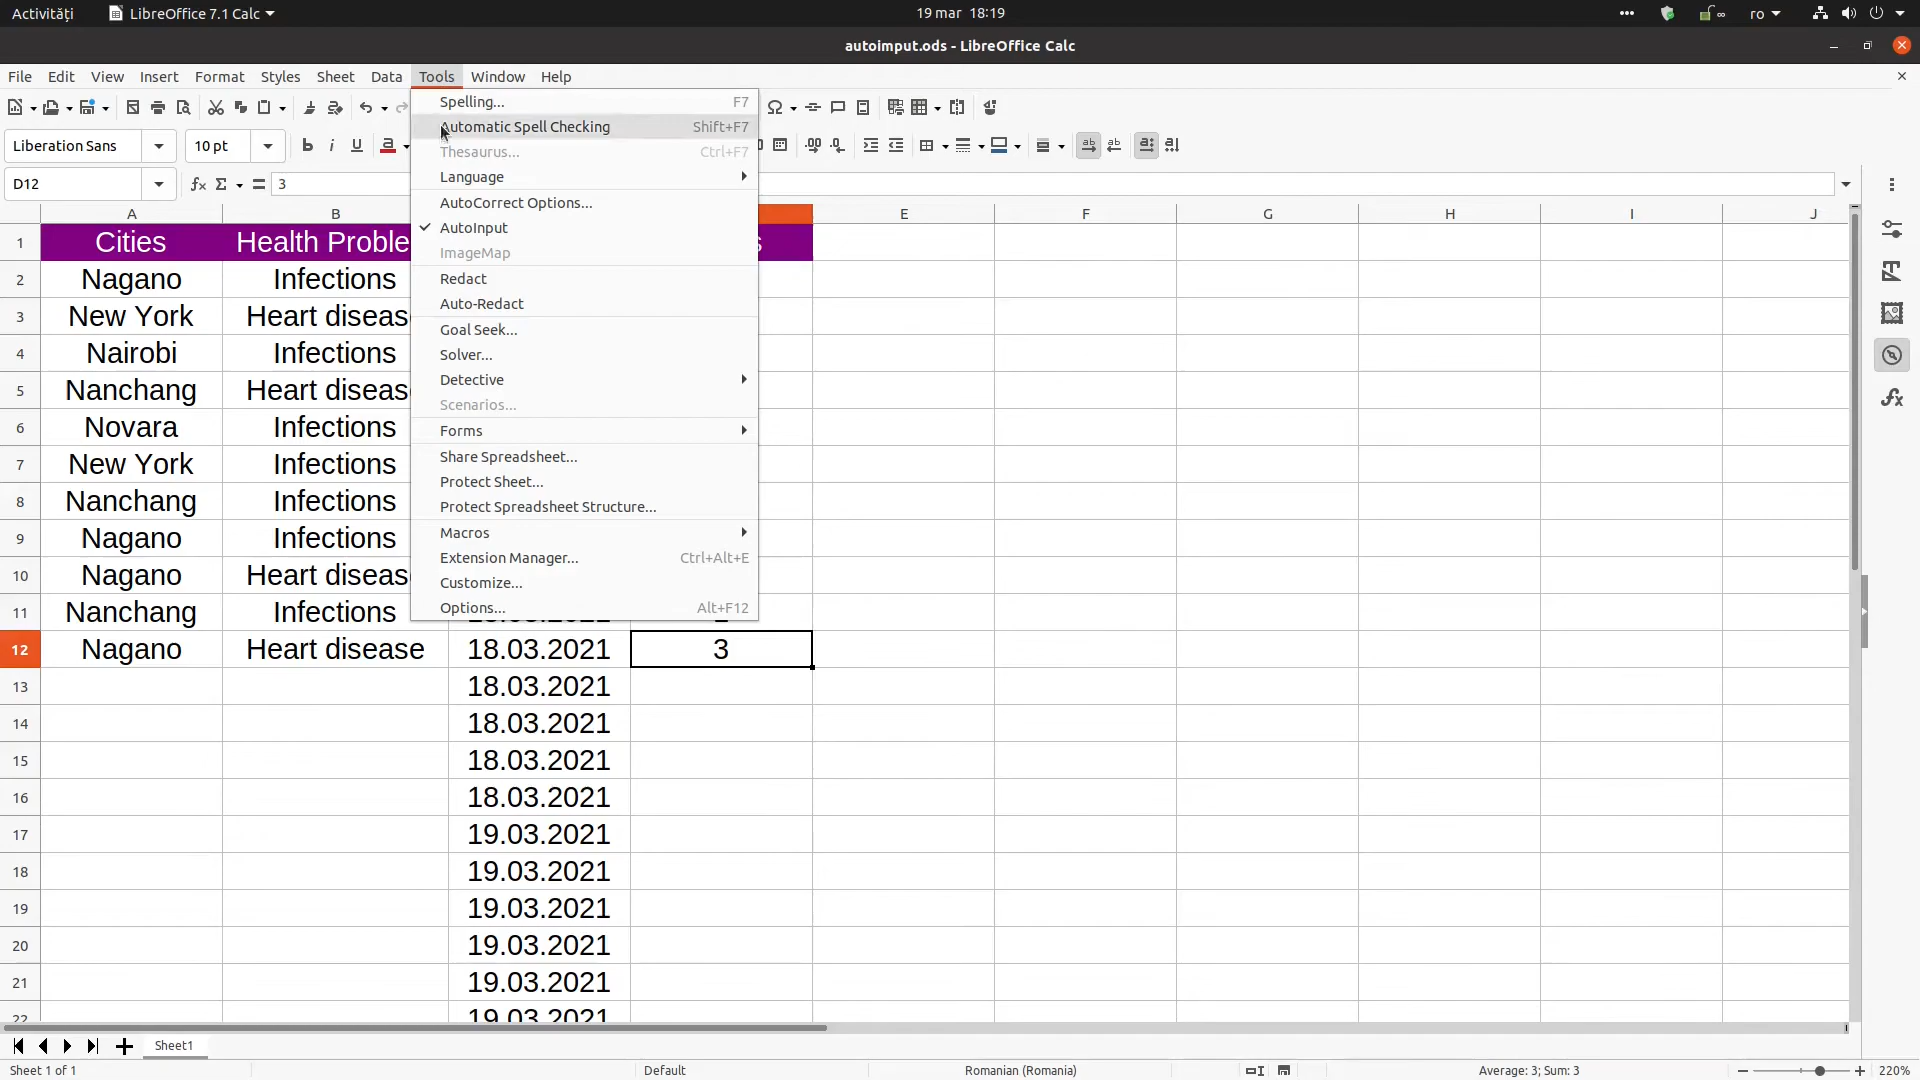 Activități LibreOffice 7.1 Calc 19 mar 18:19 ro
autoimput.ods - LibreOffice Calc
File Edit View Insert Format Styles Sheet Data Tools Window Help
Liberation Sans 10 pt
D12 3
Spelling... F7
Automatic Spell Checking Shift+F7
Thesaurus... Ctrl+F7
Language
AutoCorrect Options...
AutoInput
ImageMap
Redact
Auto-Redact
Goal Seek...
Solver...
Detective
Scenarios...
Forms
Share Spreadsheet...
Protect Sheet...
Protect Spreadsheet Structure...
Macros
Extension Manager... Ctrl+Alt+E
Customize...
Options... Alt+F12
A B E F G H I J
1 Cities Health Proble
2 Nagano Infections
3 New York Heart diseas
4 Nairobi Infections
5 Nanchang Heart diseas
6 Novara Infections
7 New York Infections
8 Nanchang Infections
9 Nagano Infections
10 Nagano Heart diseas
11 Nanchang Infections
12 Nagano Heart disease 18.03.2021 3
13 18.03.2021
14 18.03.2021
15 18.03.2021
16 18.03.2021
17 19.03.2021
18 19.03.2021
19 19.03.2021
20 19.03.2021
21 19.03.2021
22 19.03.2021
Sheet1
Sheet 1 of 1 Default Romanian (Romania) Average: 3; Sum: 3 220%